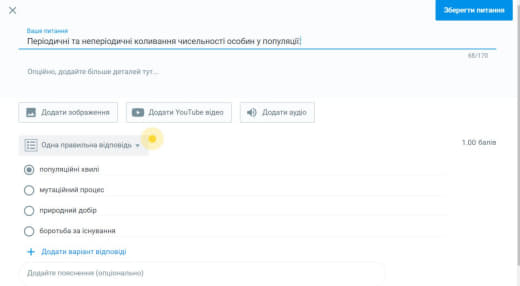 Зберегти питання
Ваше питання
Періодичні та неперіодичні коливання чисельності особин у популяції:
68/170
Опційно, додайте більше деталей тут...
Додати зображення
Додати YouTube відео
Додати аудіо
Одна правильна відповідь
1.00 балів
популяційні хвилі
мутаційний процес
природний добір
боротьба за існування
+ Додати варіант відповіді
Додайте пояснення (опціонально)